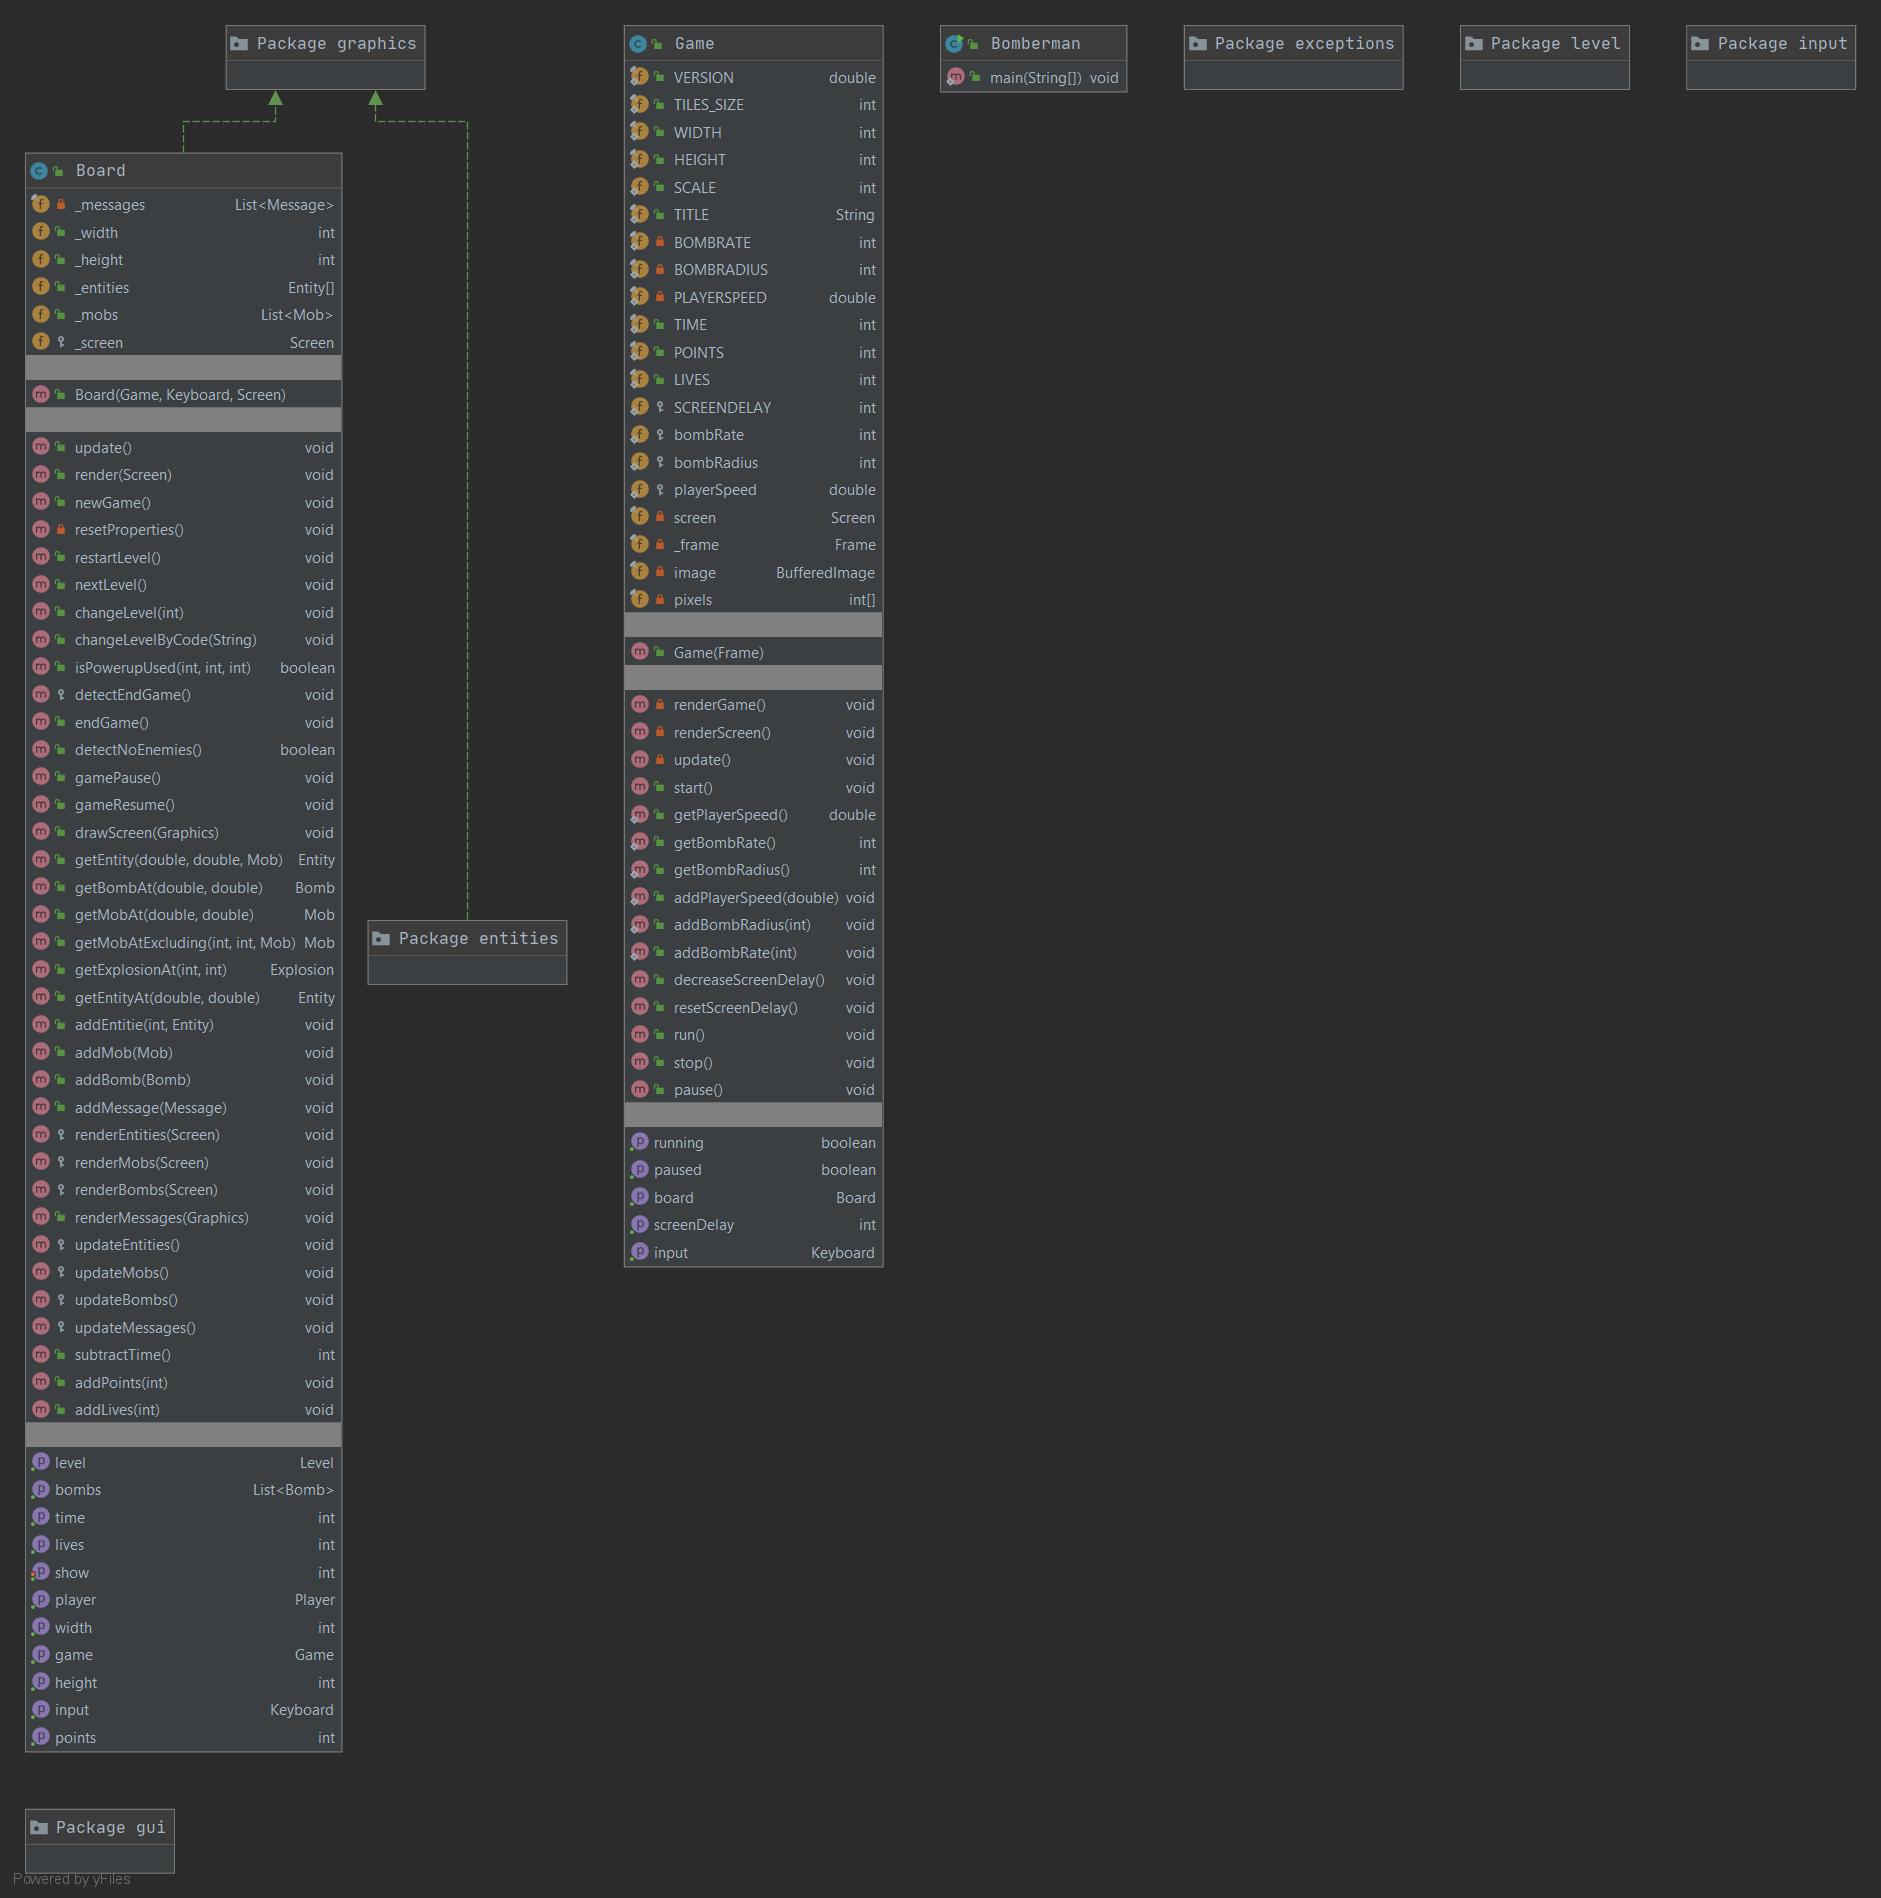 Package graphics
Board
_messages List<Message>
_width int
_height int
_entities Entity[]
_mobs List<Mob>
_screen Screen
Board(Game, Keyboard, Screen)
update() void
render(Screen) void
newGame() void
resetProperties() void
restartLevel() void
nextLevel() void
changeLevel(int) void
changeLevelByCode(String) void
isPowerupUsed(int, int, int) boolean
detectEndGame() void
endGame() void
detectNoEnemies() boolean
gamePause() void
gameResume() void
drawScreen(Graphics) void
getEntity(double, double, Mob) Entity
getBombAt(double, double) Bomb
getMobAt(double, double) Mob
getMobAtExcluding(int, int, Mob) Mob
getExplosionAt(int, int) Explosion
getEntityAt(double, double) Entity
addEntitie(int, Entity) void
addMob(Mob) void
addBomb(Bomb) void
addMessage(Message) void
renderEntities(Screen) void
renderMobs(Screen) void
renderBombs(Screen) void
renderMessages(Graphics) void
updateEntities() void
updateMobs() void
updateBombs() void
updateMessages() void
subtractTime() int
addPoints(int) void
addLives(int) void
level Level
bombs List<Bomb>
time int
lives int
show int
player Player
width int
game Game
height int
input Keyboard
points int
Package entities
Game
VERSION double
TILES_SIZE int
WIDTH int
HEIGHT int
SCALE int
TITLE String
BOMBRATE int
BOMBRADIUS int
PLAYERSPEED double
TIME int
POINTS int
LIVES int
SCREENDELAY int
bombRate int
bombRadius int
playerSpeed double
screen Screen
_frame Frame
image BufferedImage
pixels int[]
Game(Frame)
renderGame() void
renderScreen() void
update() void
start() void
getPlayerSpeed() double
getBombRate() int
getBombRadius() int
addPlayerSpeed(double) void
addBombRadius(int) void
addBombRate(int) void
decreaseScreenDelay() void
resetScreenDelay() void
run() void
stop() void
pause() void
running boolean
paused boolean
board Board
screenDelay int
input Keyboard
Bomberman
main(String[]) void
Package exceptions
Package level
Package input
Package gui
Powered by yFiles